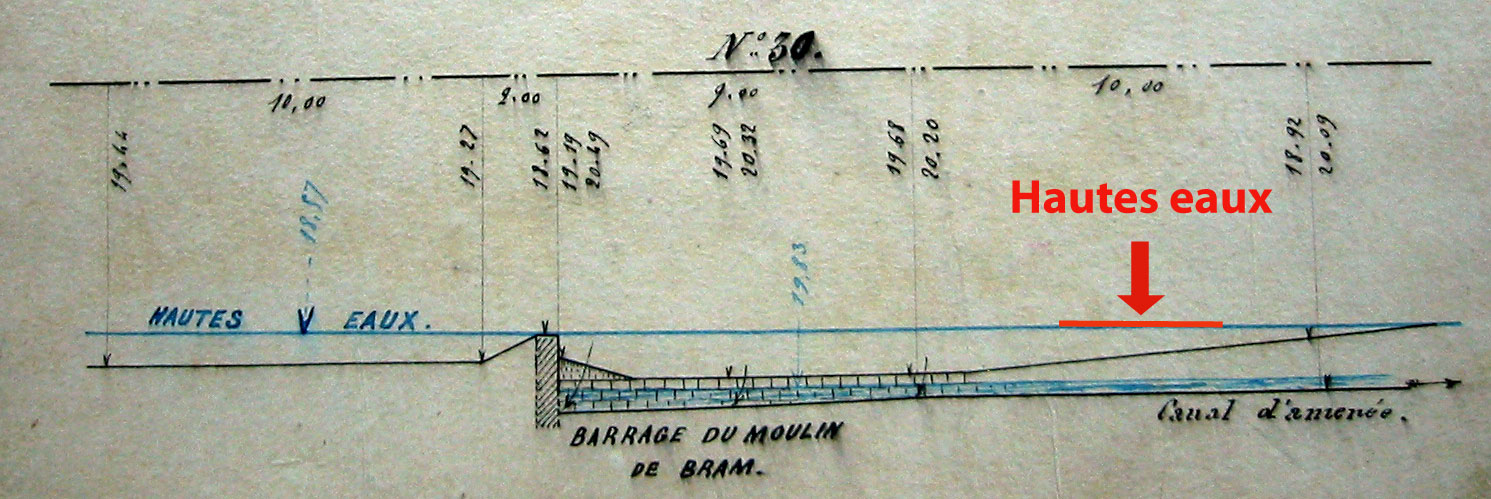 N.º 30.
10,00
2.00
9.00
10,00
19.44
19.27
18.62
19.19
20.49
19.69
20.32
19.68
20.20
18.92
20.09
18.57
19.83
Hautes eaux
HAUTES EAUX.
BARRAGE DU MOULIN
DE BRAM.
Canal d'amenée.